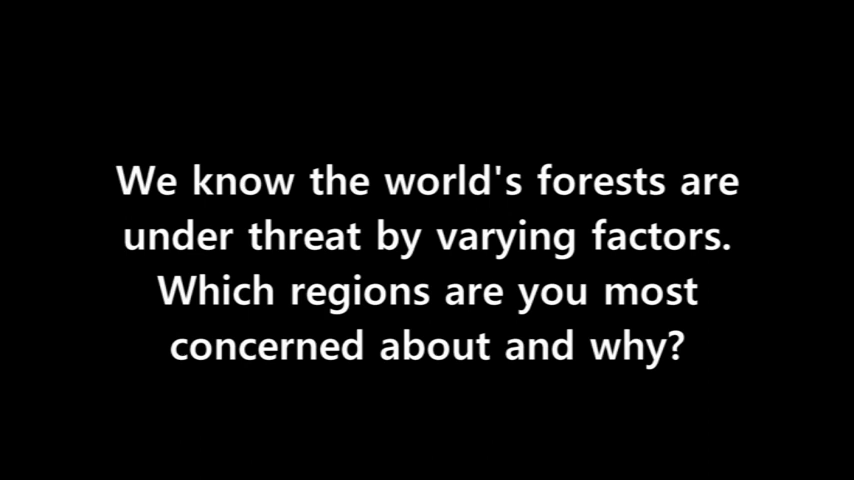 We know the world's forests are
under threat by varying factors.
Which regions are you most
concerned about and why?